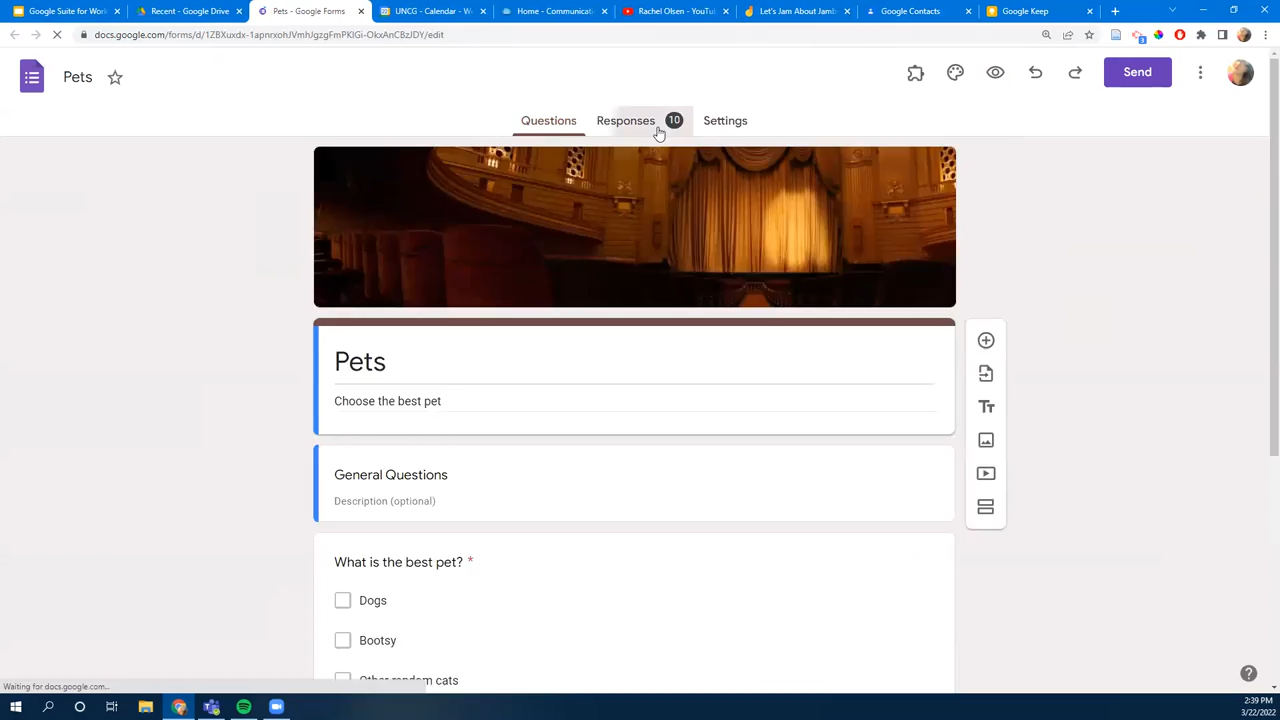 Google Suite for Work
Recent - Google Drive
Pets - Google Forms
UNCG - Calendar - W
Home - Communicati
Rachel Olsen - YouTu
Let's Jam About Jamb
Google Contacts
Google Keep
docs.google.com/forms/d/1ZBXuxdx-1apnrxohJVmhJgzgFmPKlGi-OkxAnCBzJDY/edit
Pets
Send
Questions
Responses 10
Settings
Pets
Choose the best pet
General Questions
Description (optional)
What is the best pet? *
Dogs
Bootsy
Other random cats
Waiting for docs.google.com...
2:39 PM
3/22/2022